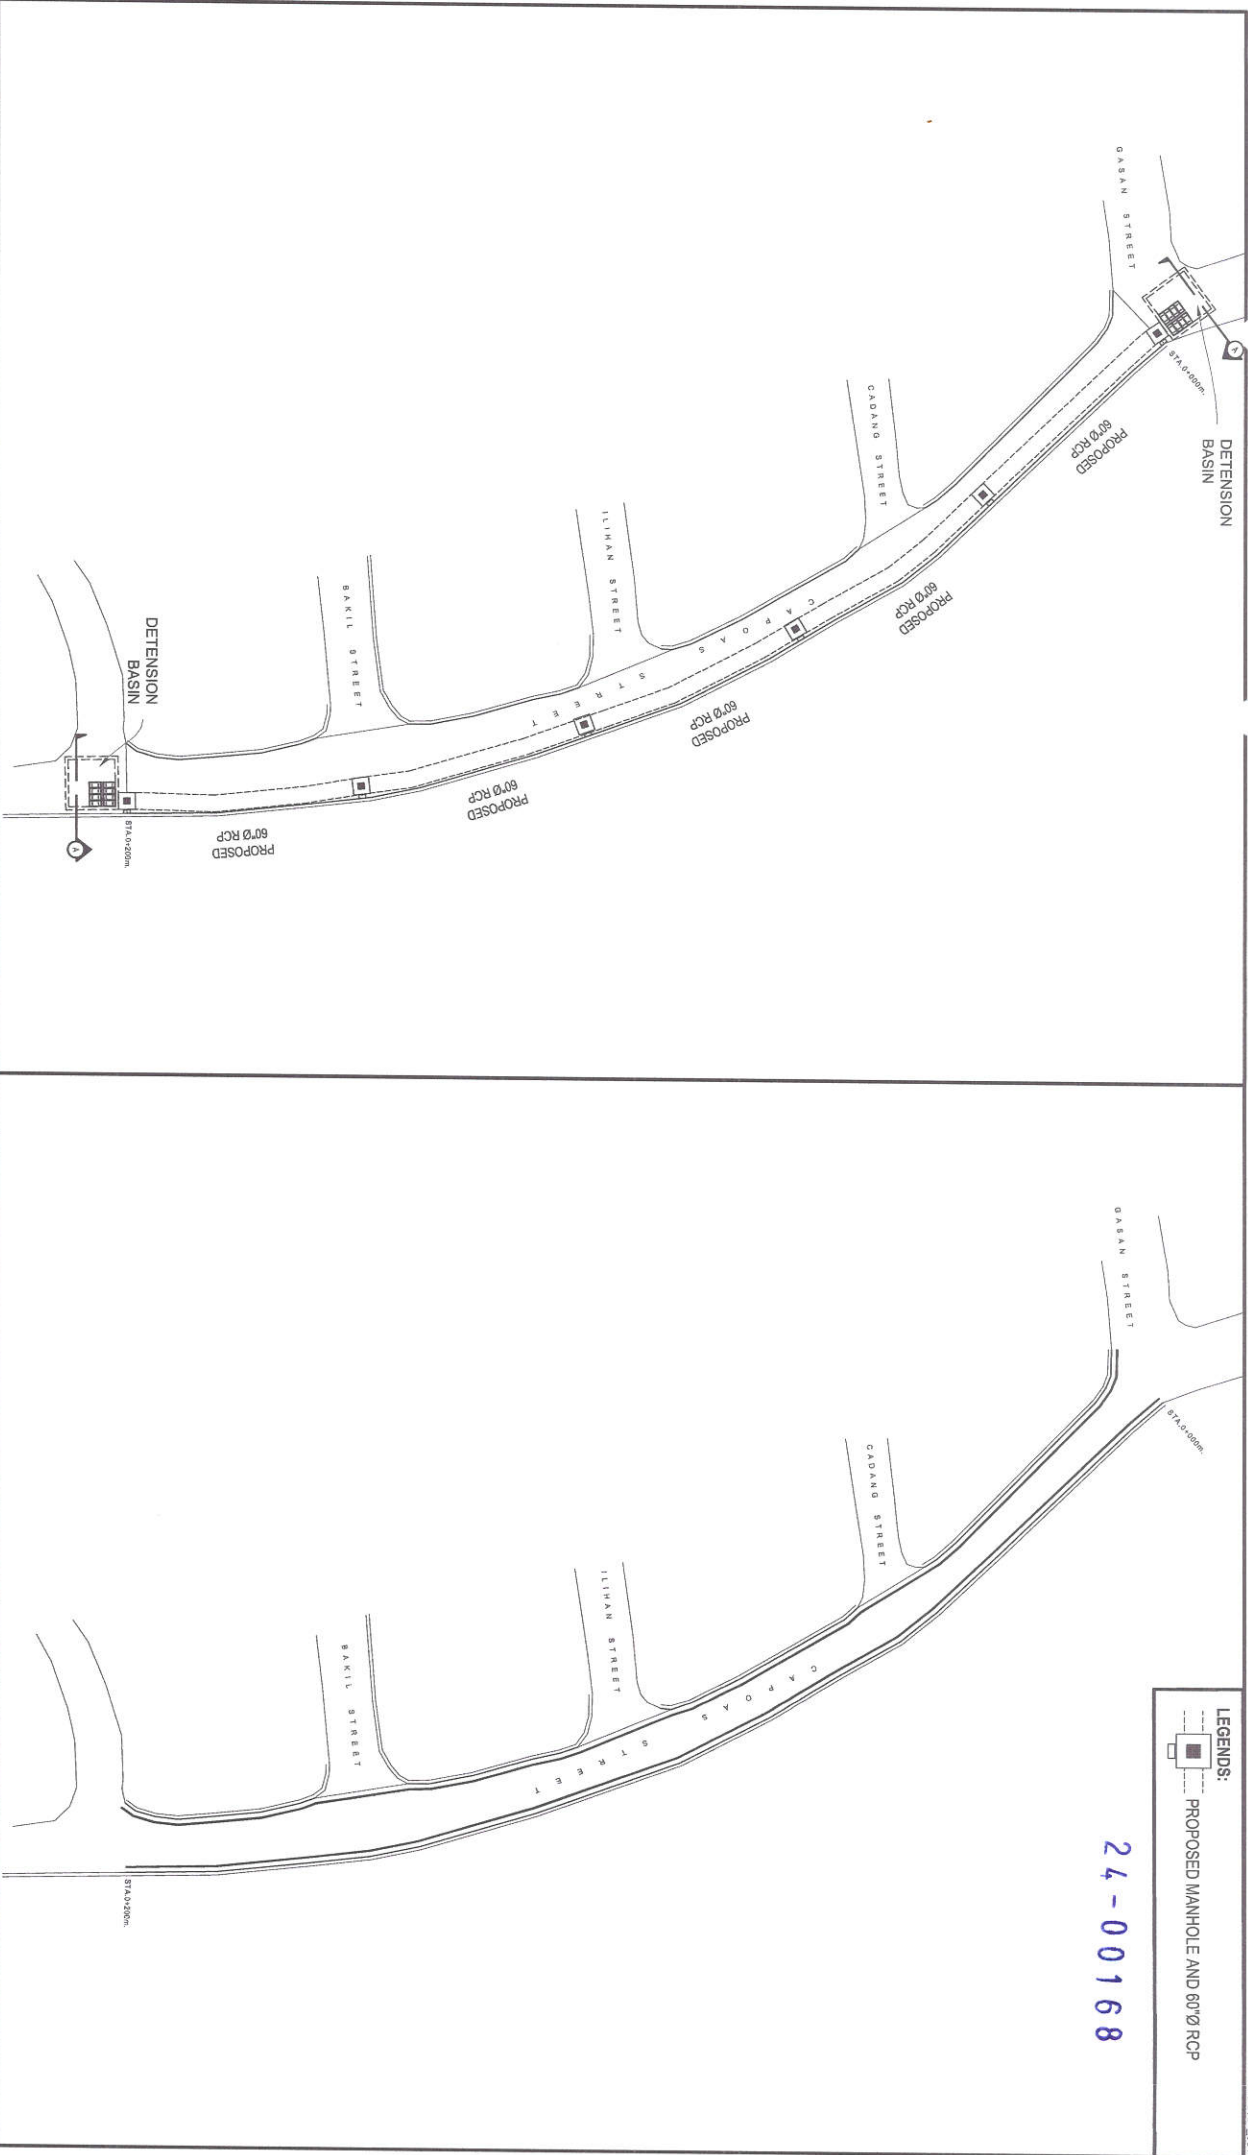 GASAN STREET
STA.0+000m.
DETENSION
BASIN
PROPOSED
60"Ø RCP
CADANG STREET
PROPOSED
60"Ø RCP
ILIHAN STREET
CAPGAS STREET
PROPOSED
60"Ø RCP
BAKIL STREET
PROPOSED
60"Ø RCP
PROPOSED
60"Ø RCP
DETENSION
BASIN
STA.0+200m.
A
A
GASAN STREET
STA.0+000m.
CADANG STREET
ILIHAN STREET
CAPGAS STREET
BAKIL STREET
STA.0+200m.
LEGENDS:
PROPOSED MANHOLE AND 60"Ø RCP
24-00168